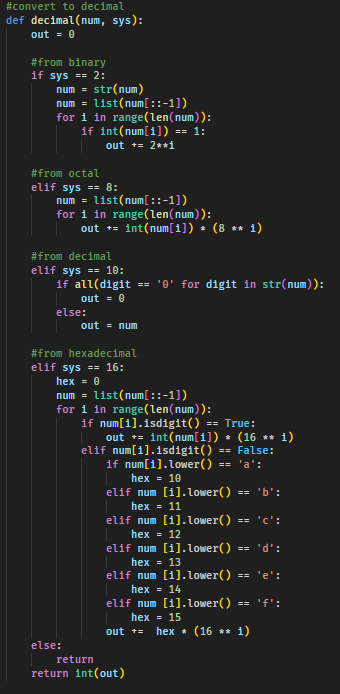 #convert to decimal
def decimal(num, sys):
    out = 0

    #from binary
    if sys == 2:
        num = str(num)
        num = list(num[::-1])
        for i in range(len(num)):
            if int(num[i]) == 1:
                out += 2**i

    #from octal
    elif sys == 8:
        num = list(num[::-1])
        for i in range(len(num)):
            out += int(num[i]) * (8 ** i)

    #from decimal
    elif sys == 10:
        if all(digit == '0' for digit in str(num)):
            out = 0
        else:
            out = num

    #from hexadecimal
    elif sys == 16:
        hex = 0
        num = list(num[::-1])
        for i in range(len(num)):
            if num[i].isdigit() == True:
                out += int(num[i]) * (16 ** i)
            elif num[i].isdigit() == False:
                if num[i].lower() == 'a':
                    hex = 10
                elif num [i].lower() == 'b':
                    hex = 11
                elif num [i].lower() == 'c':
                    hex = 12
                elif num [i].lower() == 'd':
                    hex = 13
                elif num [i].lower() == 'e':
                    hex = 14
                elif num [i].lower() == 'f':
                    hex = 15
                out +=  hex * (16 ** i)
    else:
        return
    return int(out)